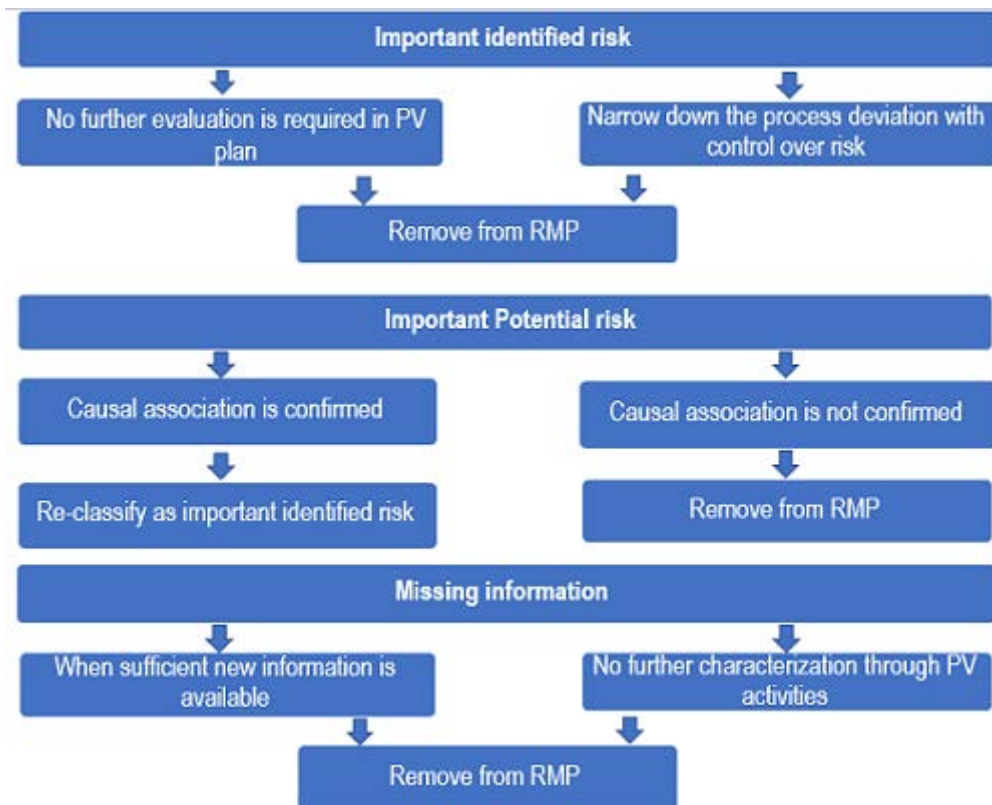 Important identified risk
No further evaluation is required in PV
plan
Narrow down the process deviation with
control over risk
Remove from RMP
Important Potential risk
Causal association is confirmed
Causal association is not confirmed
Re-classify as important identified risk
Remove from RMP
Missing information
When sufficient new information is
available
No further characterization through PV
activities
Remove from RMP